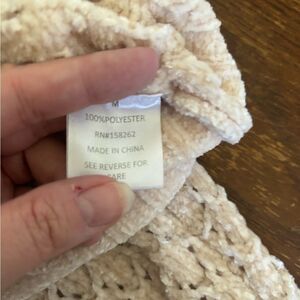 M
100%POLYESTER
RN#158262
MADE IN CHINA
SEE REVERSE FOR
CARE